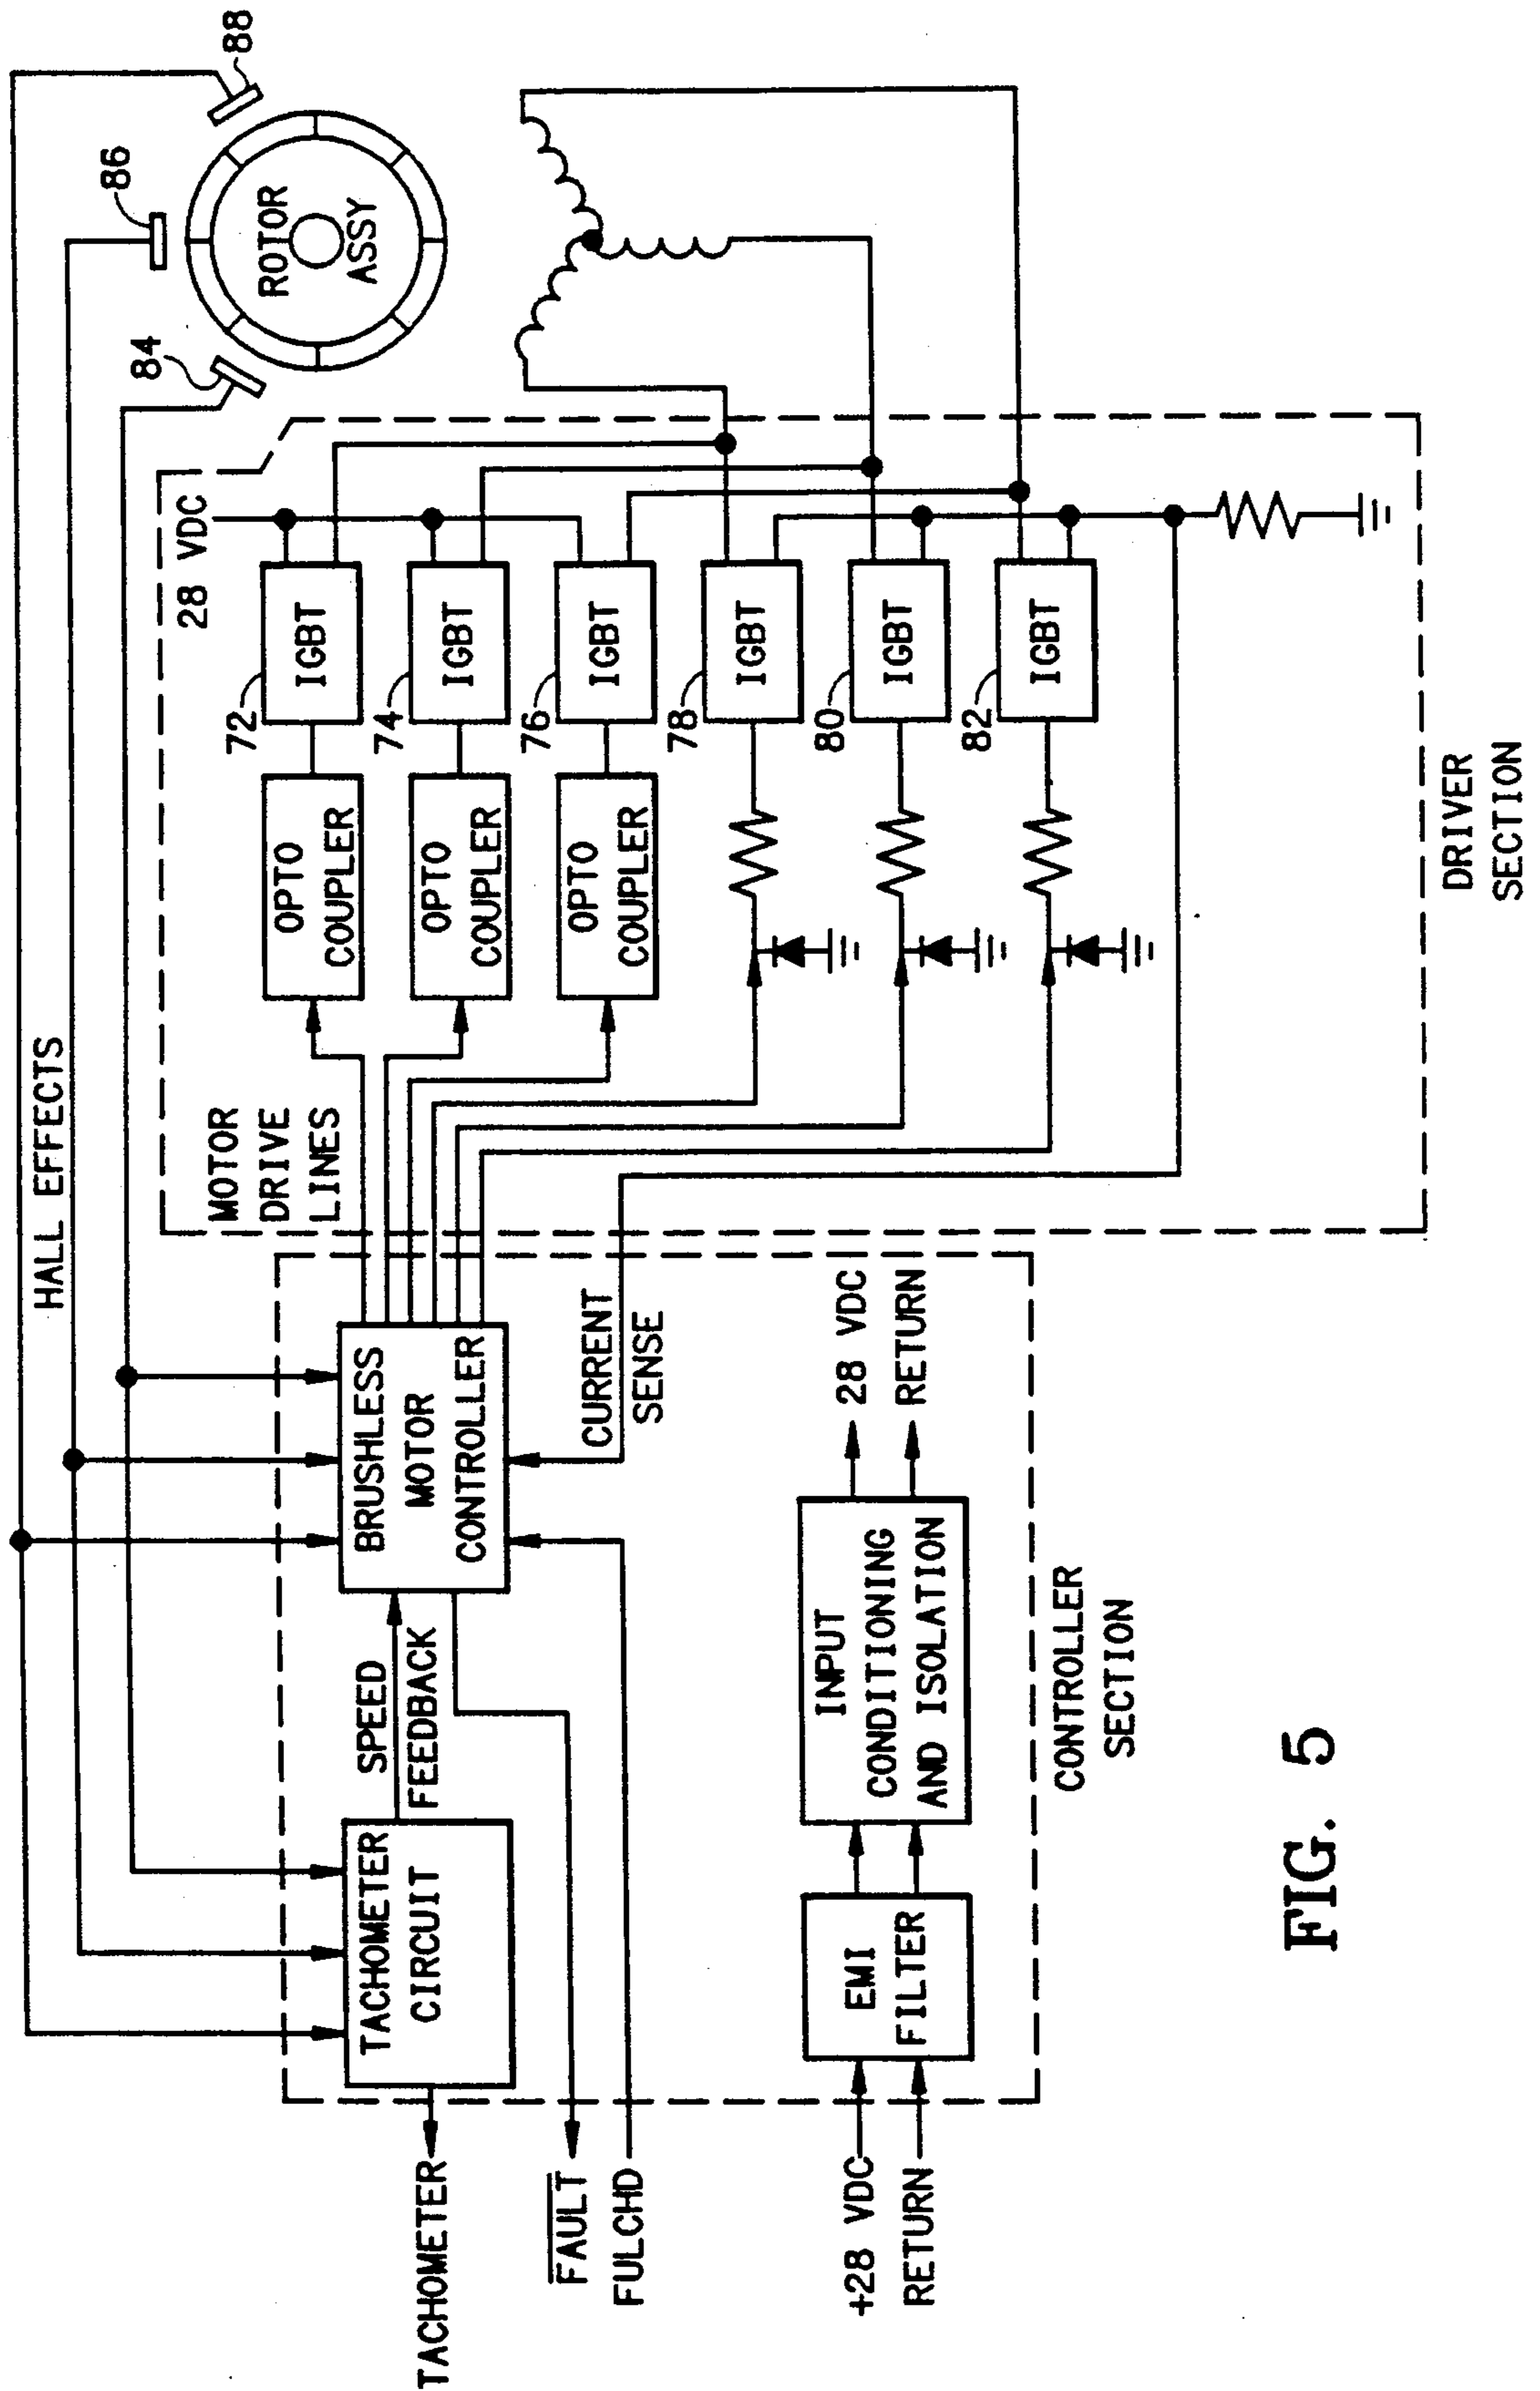 HALL EFFECTS
84
86
88
ROTOR
ASSY
28 VDC
MOTOR
DRIVE
LINES
OPTO
COUPLER
72
IGBT
OPTO
COUPLER
74
IGBT
OPTO
COUPLER
76
IGBT
78
IGBT
80
IGBT
82
IGBT
DRIVER
SECTION
TACHOMETER
CIRCUIT
SPEED
FEEDBACK
BRUSHLESS
MOTOR
CONTROLLER
CURRENT
SENSE
TACHOMETER
FAULT
FULCHD
+28 VDC
RETURN
EMI
FILTER
INPUT
CONDITIONING
AND ISOLATION
28 VDC
RETURN
CONTROLLER
SECTION
FIG. 5